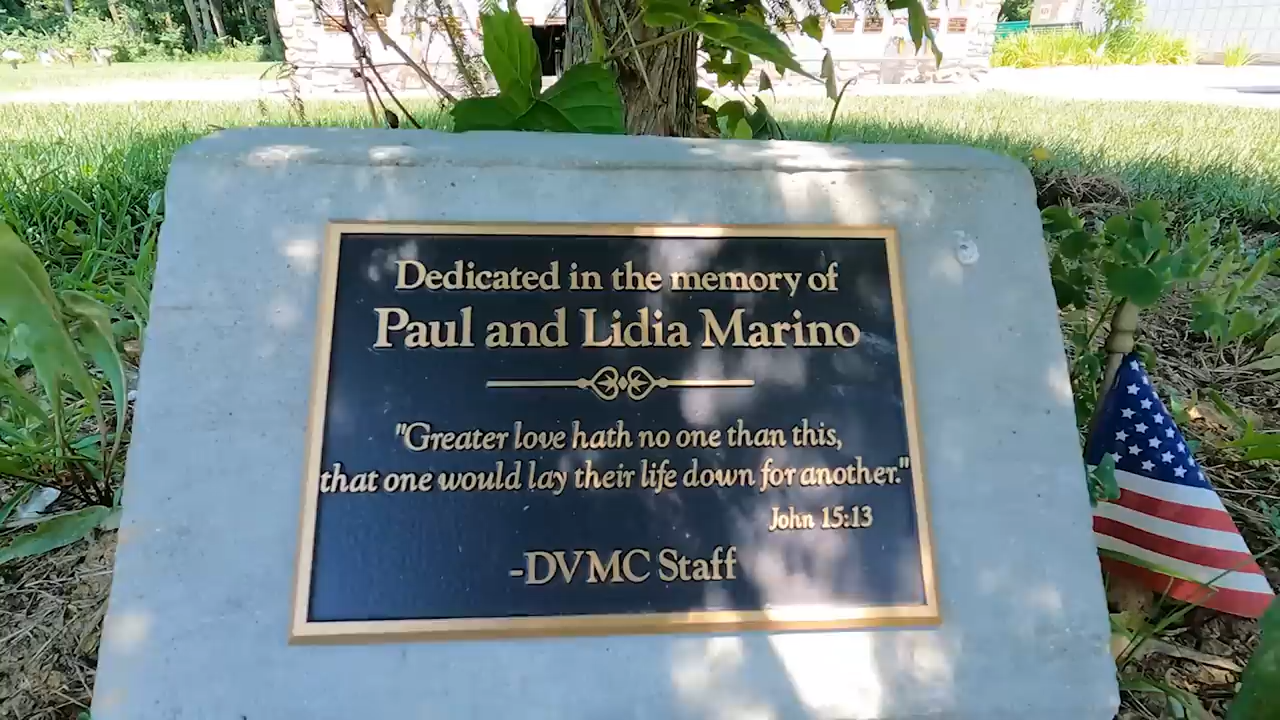 Dedicated in the memory of
Paul and Lidia Marino
"Greater love hath no one than this,
that one would lay their life down for another."
John 15:13
-DVMC Staff